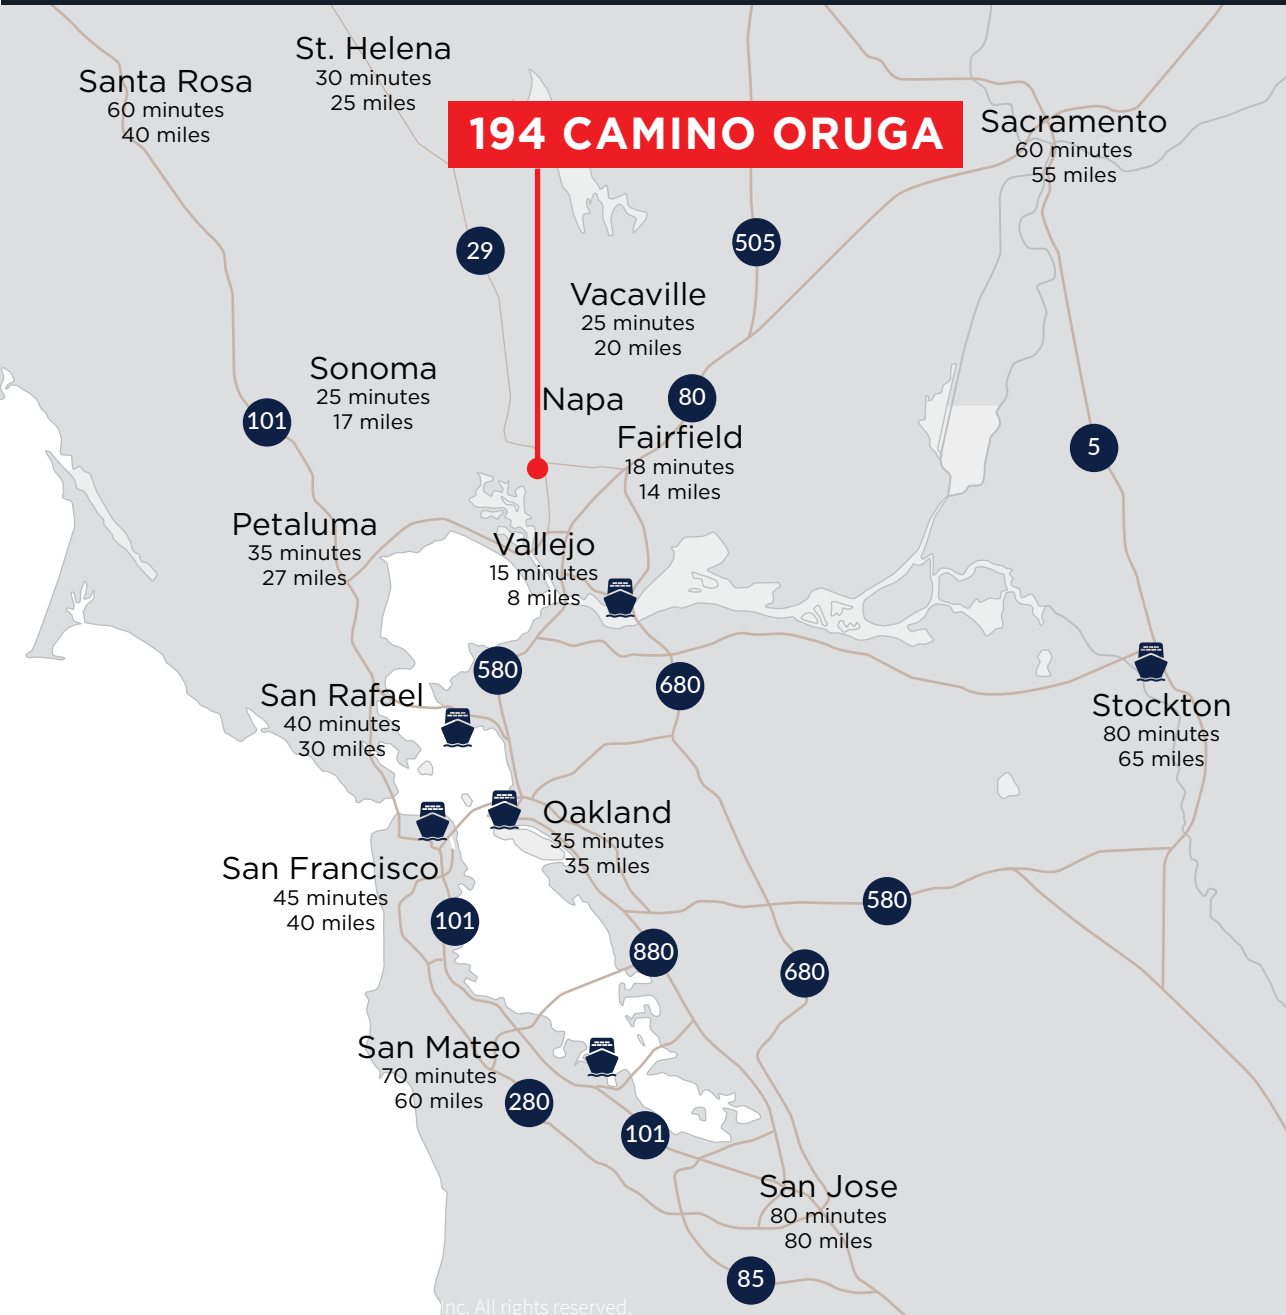 St. Helena
30 minutes
25 miles
Santa Rosa
60 minutes
40 miles
194 CAMINO ORUGA
Sacramento
60 minutes
55 miles
29
505
Vacaville
25 minutes
20 miles
Sonoma
25 minutes
17 miles
Napa
80
101
Fairfield
18 minutes
14 miles
5
Petaluma
35 minutes
27 miles
Vallejo
15 minutes
8 miles
580
680
San Rafael
40 minutes
30 miles
Stockton
80 minutes
65 miles
Oakland
35 minutes
35 miles
San Francisco
45 minutes
40 miles
101
580
880
680
San Mateo
70 minutes
60 miles
280
101
San Jose
80 minutes
80 miles
85
Inc. All rights reserved.